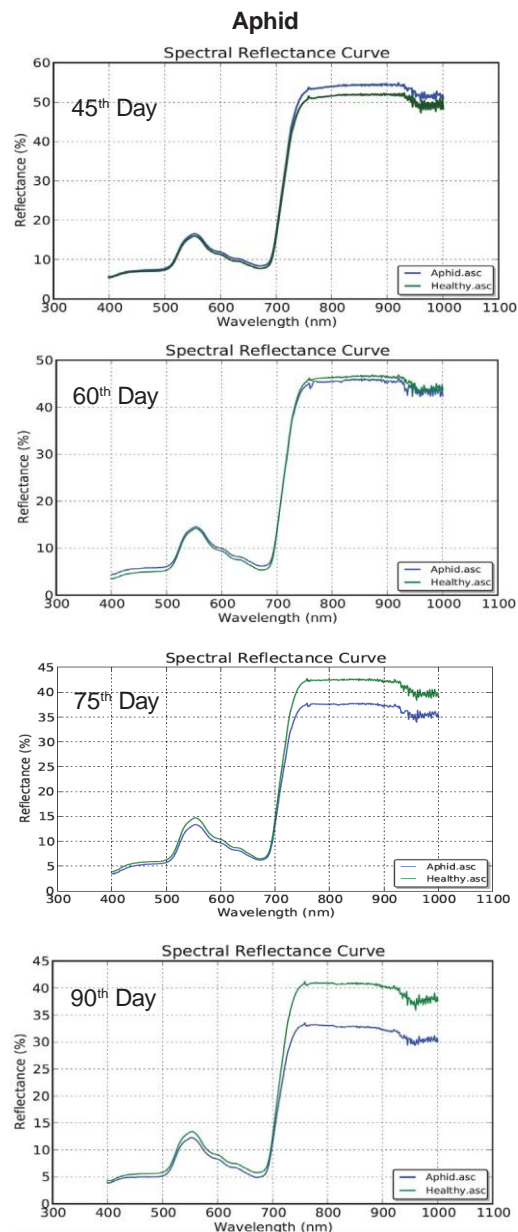 Aphid
Spectral Reflectance Curve
45th Day
60
50
40
30
20
10
0
Reflectance (%)
300 400 500 600 700 800 900 1000 1100
Wavelength (nm)
Aphid.asc
Healthy.asc
Spectral Reflectance Curve
60th Day
50
40
30
20
10
0
Reflectance (%)
300 400 500 600 700 800 900 1000 1100
Wavelength (nm)
Aphid.asc
Healthy.asc
Spectral Reflectance Curve
75th Day
45
40
35
30
25
20
15
10
5
0
Reflectance (%)
300 400 500 600 700 800 900 1000 1100
Wavelength (nm)
Aphid.asc
Healthy.asc
Spectral Reflectance Curve
90th Day
45
40
35
30
25
20
15
10
5
0
Reflectance (%)
300 400 500 600 700 800 900 1000 1100
Wavelength (nm)
Aphid.asc
Healthy.asc